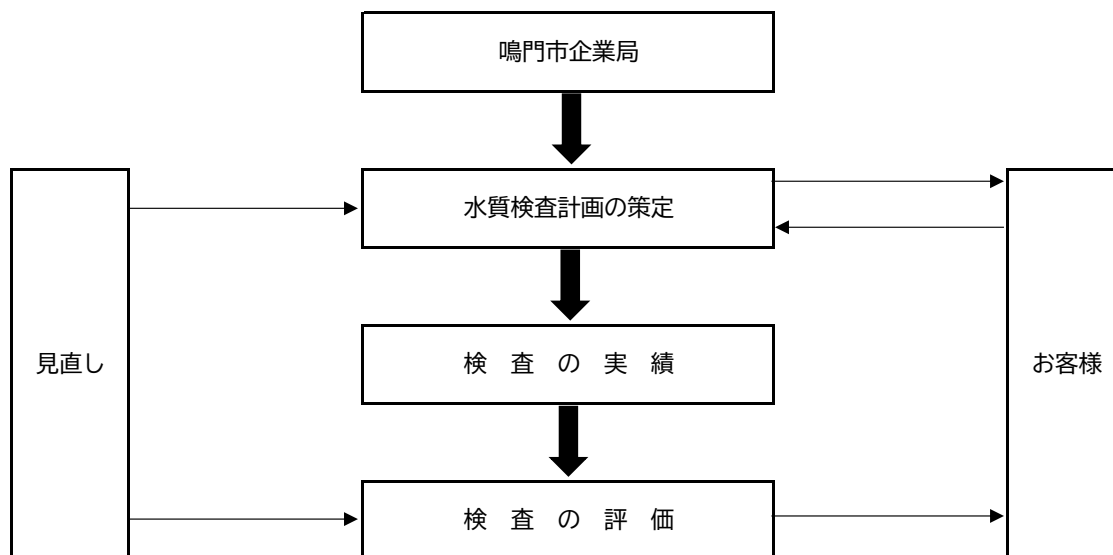 鳴門市企業局
水質検査計画の策定
見直し
検　査　の　実　績
お客様
検　査　の　評　価